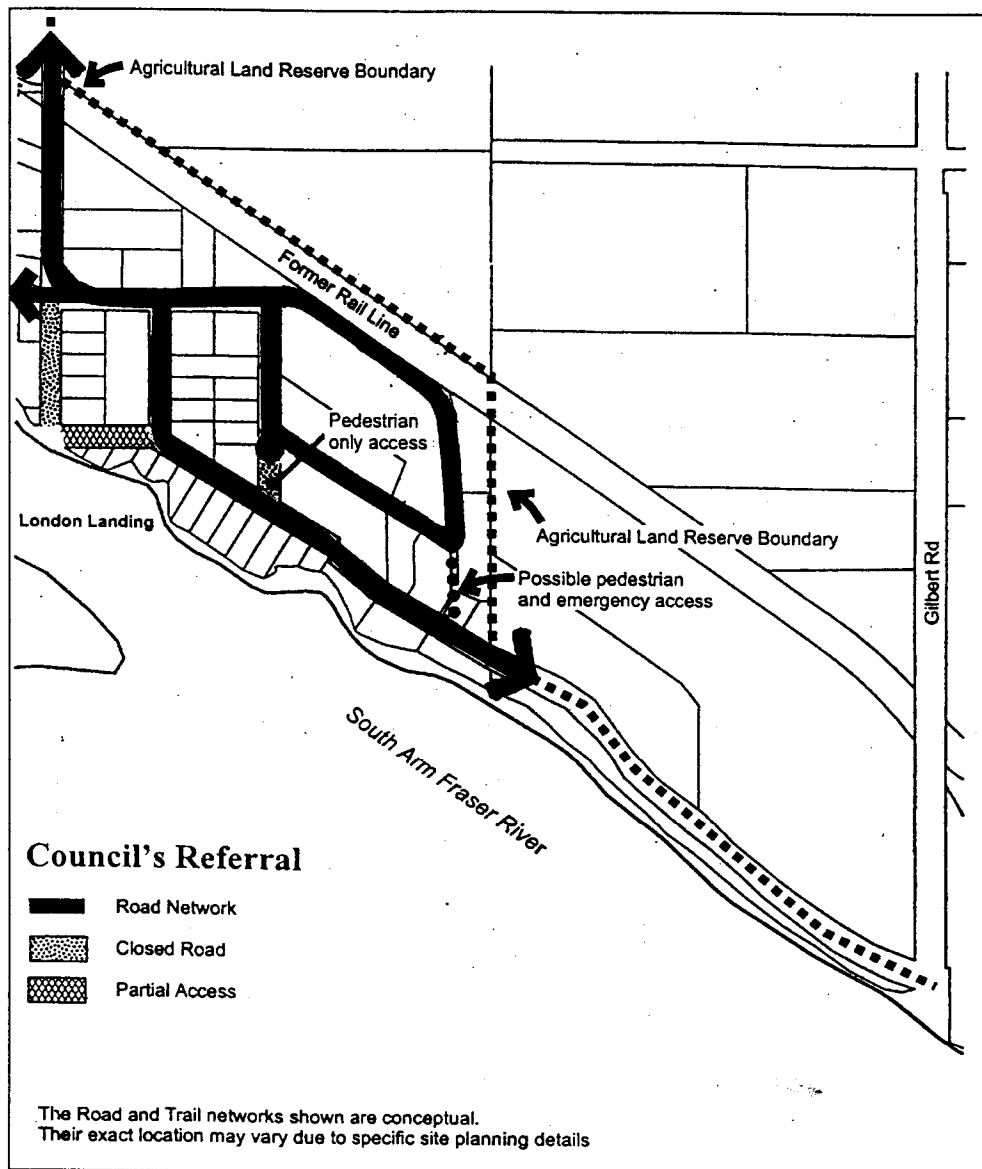 Agricultural Land Reserve Boundary
Former Rail Line
Pedestrian
only access
London Landing
Agricultural Land Reserve Boundary
Possible pedestrian
and emergency access
Gilbert Rd
South Arm Fraser River
Council's Referral
Road Network
Closed Road
Partial Access
The Road and Trail networks shown are conceptual.
Their exact location may vary due to specific site planning details